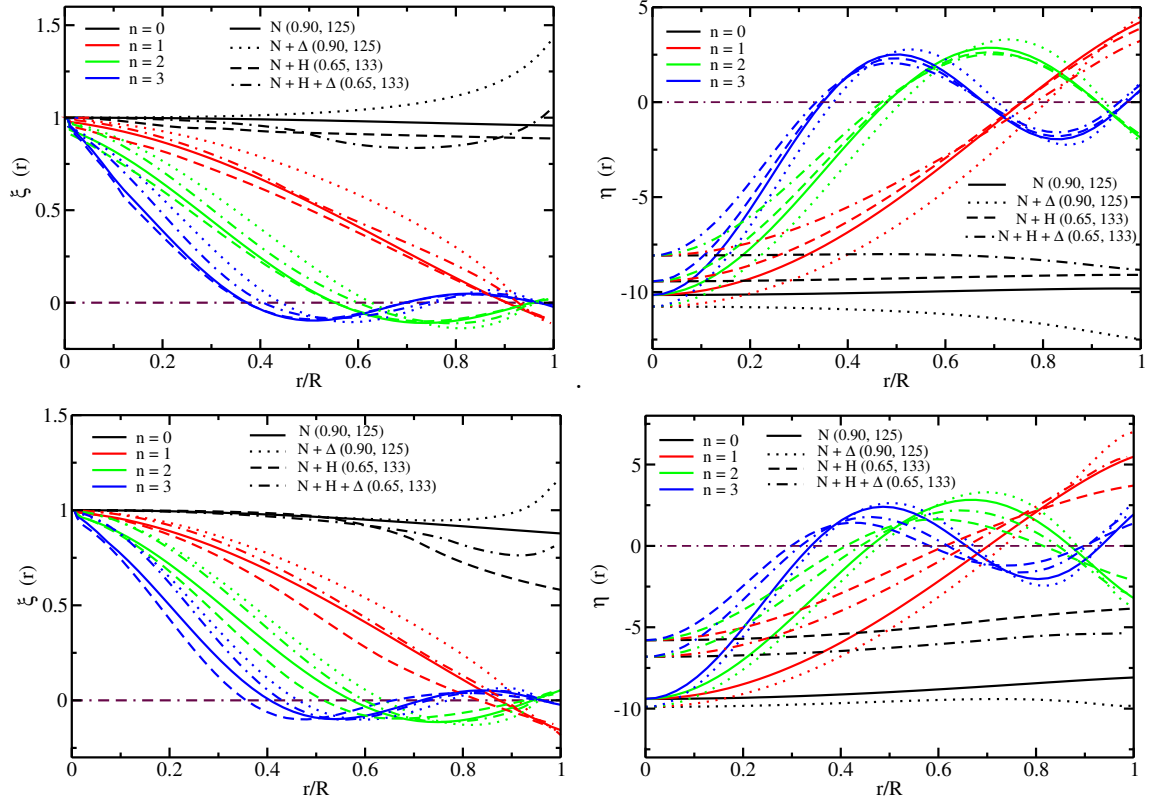 1.5
1
0.5
0
ξ (r)
n = 0
n = 1
n = 2
n = 3
N (0.90, 125)
N + Δ (0.90, 125)
N + H (0.65, 133)
N + H + Δ (0.65, 133)
0 0.2 0.4 0.6 0.8 1
r/R
5
0
-5
-10
η (r)
n = 0
n = 1
n = 2
n = 3
N (0.90, 125)
N + Δ (0.90, 125)
N + H (0.65, 133)
N + H + Δ (0.65, 133)
0 0.2 0.4 0.6 0.8 1
r/R
.
1.5
1
0.5
0
ξ (r)
n = 0
n = 1
n = 2
n = 3
N (0.90, 125)
N + Δ (0.90, 125)
N + H (0.65, 133)
N + H + Δ (0.65, 133)
0 0.2 0.4 0.6 0.8 1
r/R
5
0
-5
-10
η (r)
n = 0
n = 1
n = 2
n = 3
N (0.90, 125)
N + Δ (0.90, 125)
N + H (0.65, 133)
N + H + Δ (0.65, 133)
0 0.2 0.4 0.6 0.8 1
r/R